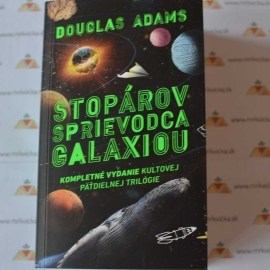 DOUGLAS ADAMS
STOPÁROV
SPRIEVODCA
GALAXIOU
KOMPLETNÉ VYDANIE KULTOVEJ
PÄŤDIELNEJ TRILÓGIE